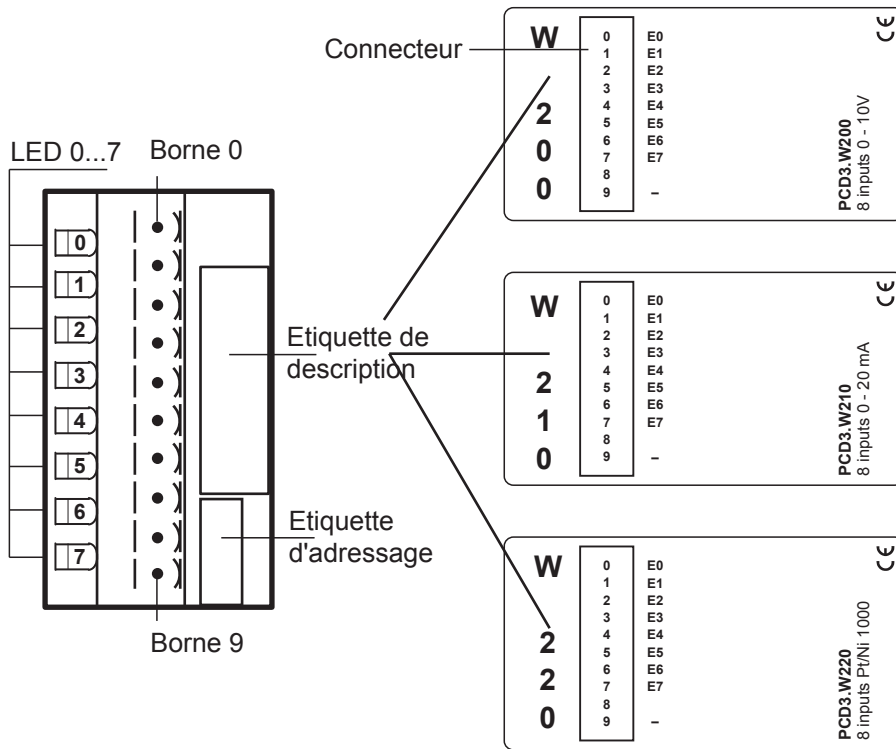 LED 0...7
Borne 0
0
1
2
3
4
5
6
7
Borne 9
Connecteur
Etiquette de
description
Etiquette
d'adressage
W
2
0
0
0 E0
1 E1
2 E2
3 E3
4 E4
5 E5
6 E6
7 E7
8
9 –
PCD3.W200
8 inputs 0 - 10V
CE
W
2
1
0
0 E0
1 E1
2 E2
3 E3
4 E4
5 E5
6 E6
7 E7
8
9 –
PCD3.W210
8 inputs 0 - 20 mA
CE
W
2
2
0
0 E0
1 E1
2 E2
3 E3
4 E4
5 E5
6 E6
7 E7
8
9 –
PCD3.W220
8 inputs Pt/Ni 1000
CE